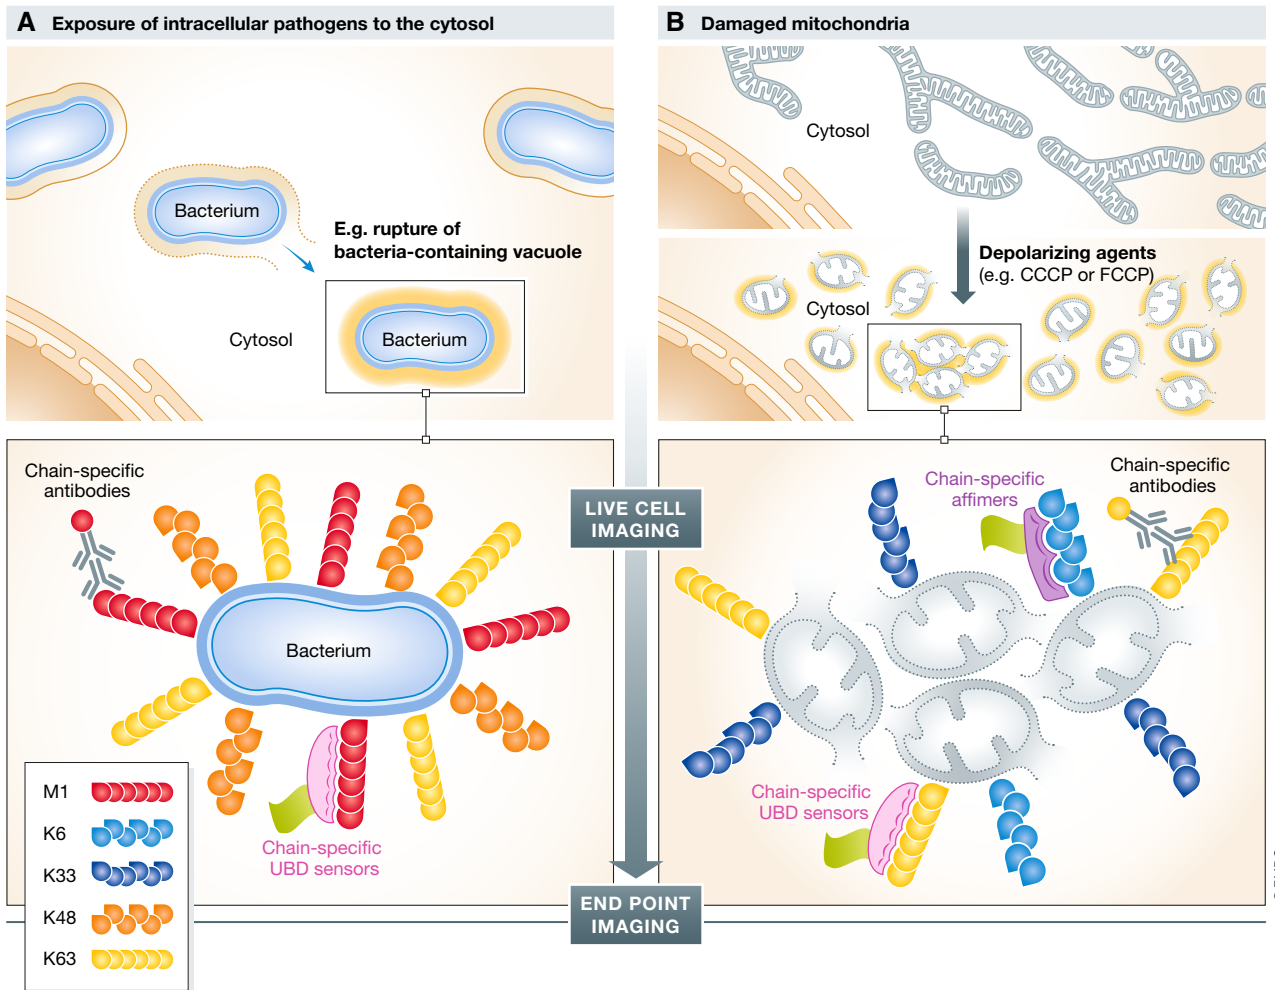 A Exposure of intracellular pathogens to the cytosol
Bacterium
E.g. rupture of
bacteria-containing vacuole
Cytosol
Bacterium
B Damaged mitochondria
Cytosol
Depolarizing agents
(e.g. CCCP or FCCP)
Cytosol
Chain-specific
antibodies
Bacterium
Chain-specific
UBD sensors
M1
K6
K33
K48
K63
LIVE CELL
IMAGING
END POINT
IMAGING
Chain-specific
affimers
Chain-specific
antibodies
Chain-specific
UBD sensors